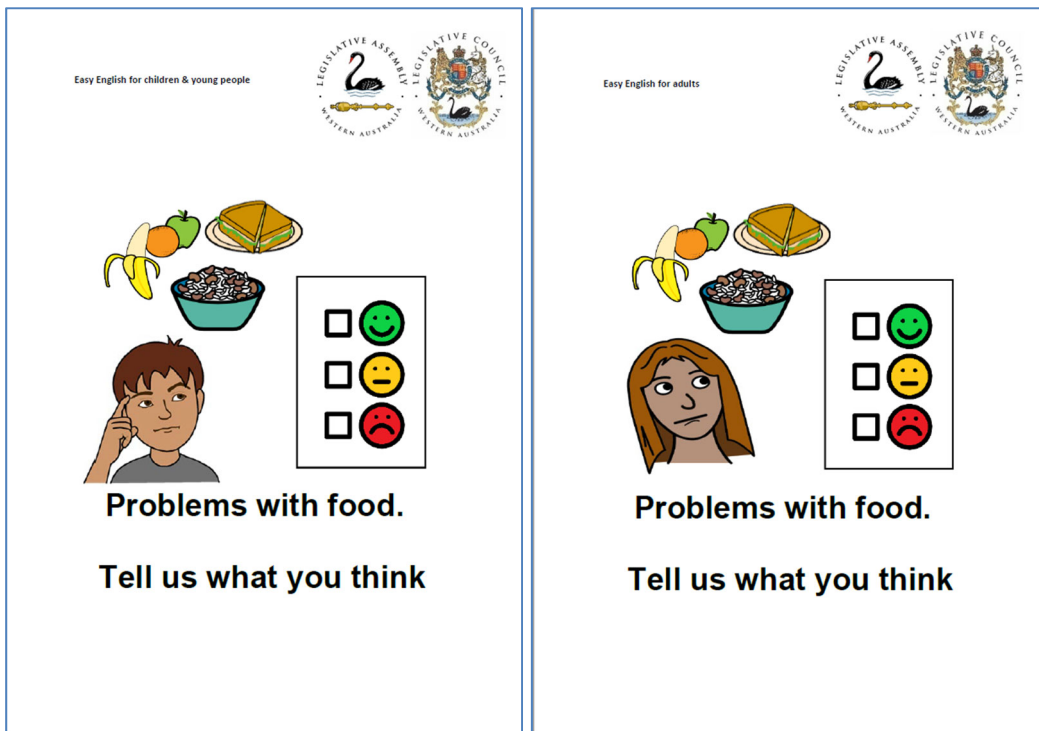 Easy English for children & young people
LEGISLATIVE ASSEMBLY
WESTERN AUSTRALIA
LEGISLATIVE COUNCIL
WESTERN AUSTRALIA
Problems with food.
Tell us what you think
Easy English for adults
LEGISLATIVE ASSEMBLY
WESTERN AUSTRALIA
LEGISLATIVE COUNCIL
WESTERN AUSTRALIA
Problems with food.
Tell us what you think